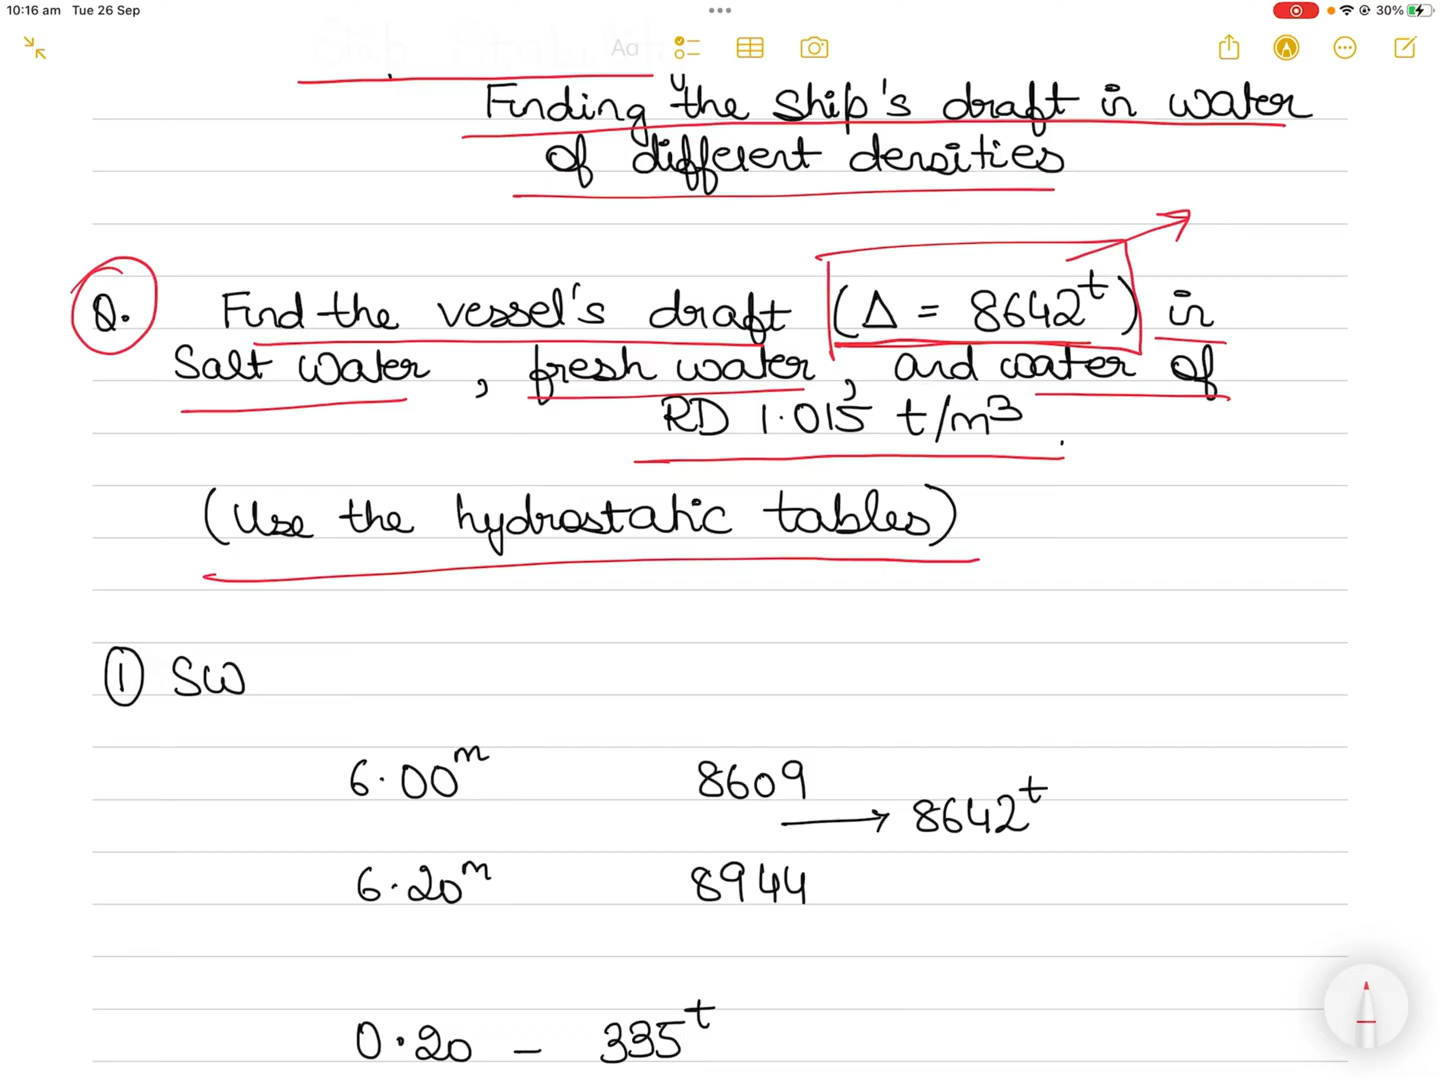 10:16 am Tue 26 Sep
30%
Aa
Finding the Ship's draft in water
of different densities
Q. Find the vessel's draft (Δ = 8642t) in
Salt Water, fresh water, and water of
RD 1.015 t/m3.
(Use the hydrostatic tables)
① SW
6.00m 8609
→ 8642t
6.20m 8944
0.20 - 335t